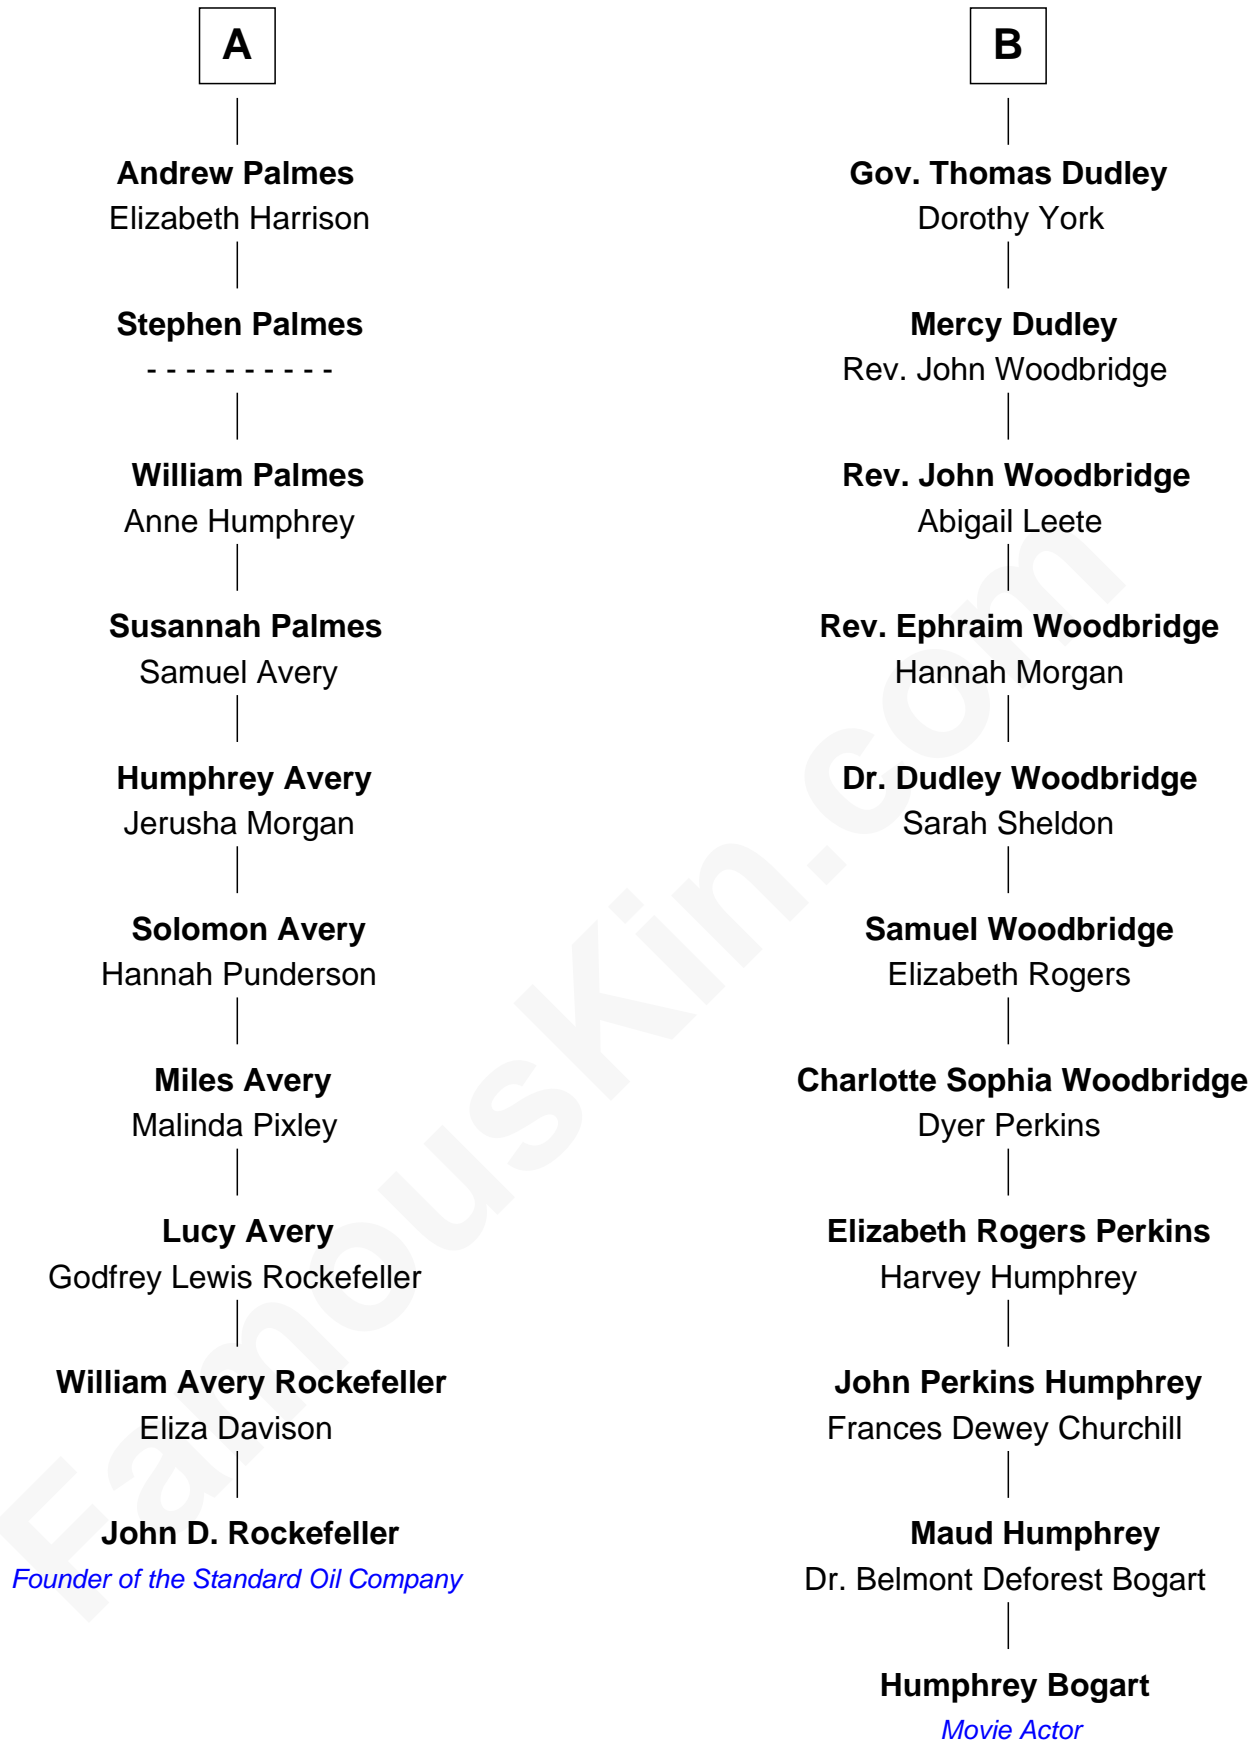 A
Andrew Palmes
Elizabeth Harrison
Stephen Palmes
- - - - - - - - - -
William Palmes
Anne Humphrey
Susannah Palmes
Samuel Avery
Humphrey Avery
Jerusha Morgan
Solomon Avery
Hannah Punderson
Miles Avery
Malinda Pixley
Lucy Avery
Godfrey Lewis Rockefeller
William Avery Rockefeller
Eliza Davison
John D. Rockefeller
Founder of the Standard Oil Company
B
Gov. Thomas Dudley
Dorothy York
Mercy Dudley
Rev. John Woodbridge
Rev. John Woodbridge
Abigail Leete
Rev. Ephraim Woodbridge
Hannah Morgan
Dr. Dudley Woodbridge
Sarah Sheldon
Samuel Woodbridge
Elizabeth Rogers
Charlotte Sophia Woodbridge
Dyer Perkins
Elizabeth Rogers Perkins
Harvey Humphrey
John Perkins Humphrey
Frances Dewey Churchill
Maud Humphrey
Dr. Belmont Deforest Bogart
Humphrey Bogart
Movie Actor
FamousKin.com